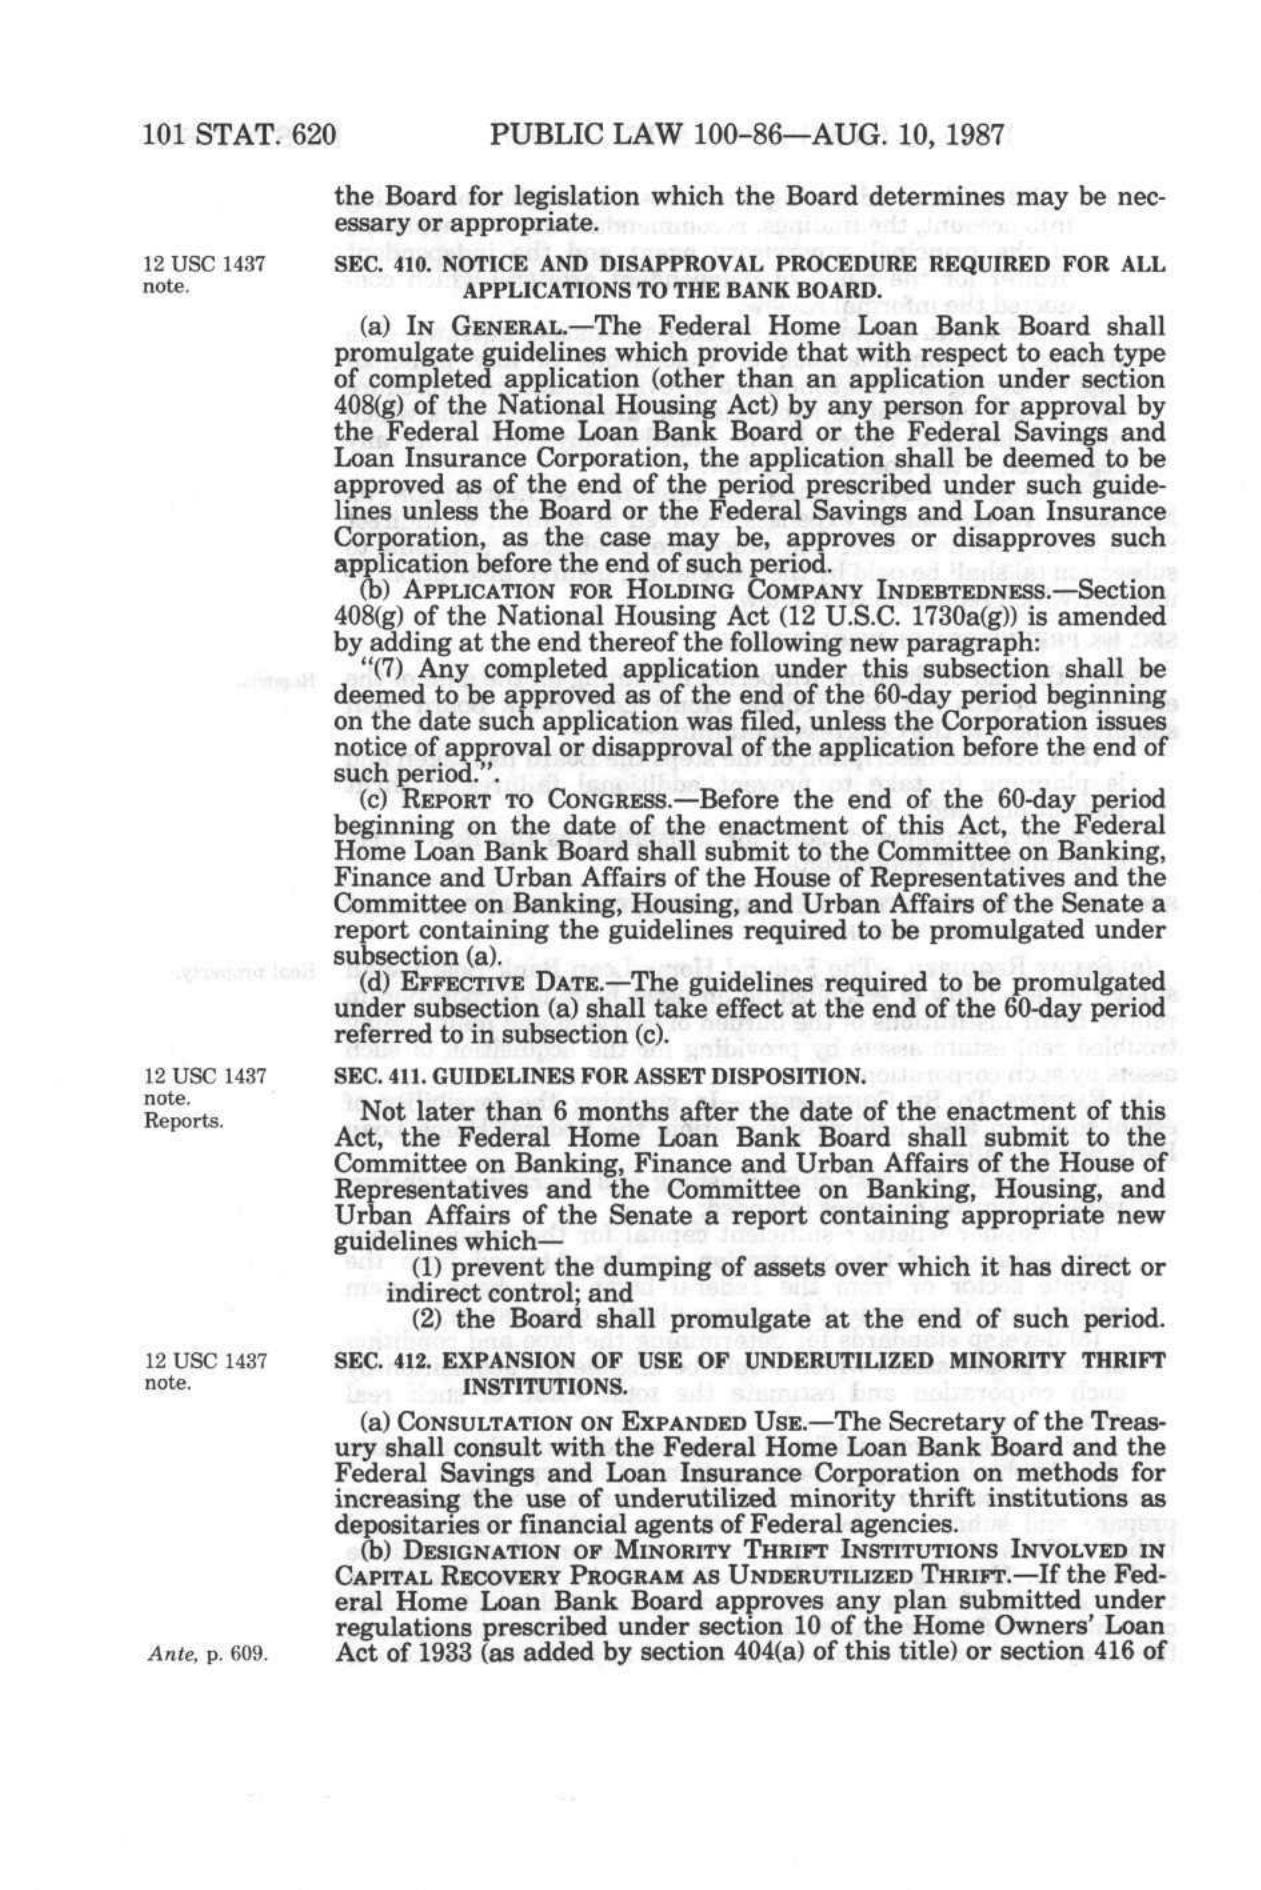 101 STAT. 620 PUBLIC LAW 100-86—AUG. 10, 1987
the Board for legislation which the Board determines may be nec-
essary or appropriate.
12 USC 1437
note.
SEC. 410. NOTICE AND DISAPPROVAL PROCEDURE REQUIRED FOR ALL
APPLICATIONS TO THE BANK BOARD.
(a) IN GENERAL.—The Federal Home Loan Bank Board shall
promulgate guidelines which provide that with respect to each type
of completed application (other than an application under section
408(g) of the National Housing Act) by any person for approval by
the Federal Home Loan Bank Board or the Federal Savings and
Loan Insurance Corporation, the application shall be deemed to be
approved as of the end of the period prescribed under such guide-
lines unless the Board or the Federal Savings and Loan Insurance
Corporation, as the case may be, approves or disapproves such
application before the end of such period.
(b) APPLICATION FOR HOLDING COMPANY INDEBTEDNESS.—Section
408(g) of the National Housing Act (12 U.S.C. 1730a(g)) is amended
by adding at the end thereof the following new paragraph:
"(7) Any completed application under this subsection shall be
deemed to be approved as of the end of the 60-day period beginning
on the date such application was filed, unless the Corporation issues
notice of approval or disapproval of the application before the end of
such period.".
(c) REPORT TO CONGRESS.—Before the end of the 60-day period
beginning on the date of the enactment of this Act, the Federal
Home Loan Bank Board shall submit to the Committee on Banking,
Finance and Urban Affairs of the House of Representatives and the
Committee on Banking, Housing, and Urban Affairs of the Senate a
report containing the guidelines required to be promulgated under
subsection (a).
(d) EFFECTIVE DATE.—The guidelines required to be promulgated
under subsection (a) shall take effect at the end of the 60-day period
referred to in subsection (c).
12 USC 1437
note.
Reports.
SEC. 411. GUIDELINES FOR ASSET DISPOSITION.
Not later than 6 months after the date of the enactment of this
Act, the Federal Home Loan Bank Board shall submit to the
Committee on Banking, Finance and Urban Affairs of the House of
Representatives and the Committee on Banking, Housing, and
Urban Affairs of the Senate a report containing appropriate new
guidelines which—
(1) prevent the dumping of assets over which it has direct or
indirect control; and
(2) the Board shall promulgate at the end of such period.
12 USC 1437
note.
SEC. 412. EXPANSION OF USE OF UNDERUTILIZED MINORITY THRIFT
INSTITUTIONS.
(a) CONSULTATION ON EXPANDED USE.—The Secretary of the Treas-
ury shall consult with the Federal Home Loan Bank Board and the
Federal Savings and Loan Insurance Corporation on methods for
increasing the use of underutilized minority thrift institutions as
depositaries or financial agents of Federal agencies.
(b) DESIGNATION OF MINORITY THRIFT INSTITUTIONS INVOLVED IN
CAPITAL RECOVERY PROGRAM AS UNDERUTILIZED THRIFT.—If the Fed-
eral Home Loan Bank Board approves any plan submitted under
regulations prescribed under section 10 of the Home Owners' Loan
Ante, p. 609. Act of 1933 (as added by section 404(a) of this title) or section 416 of